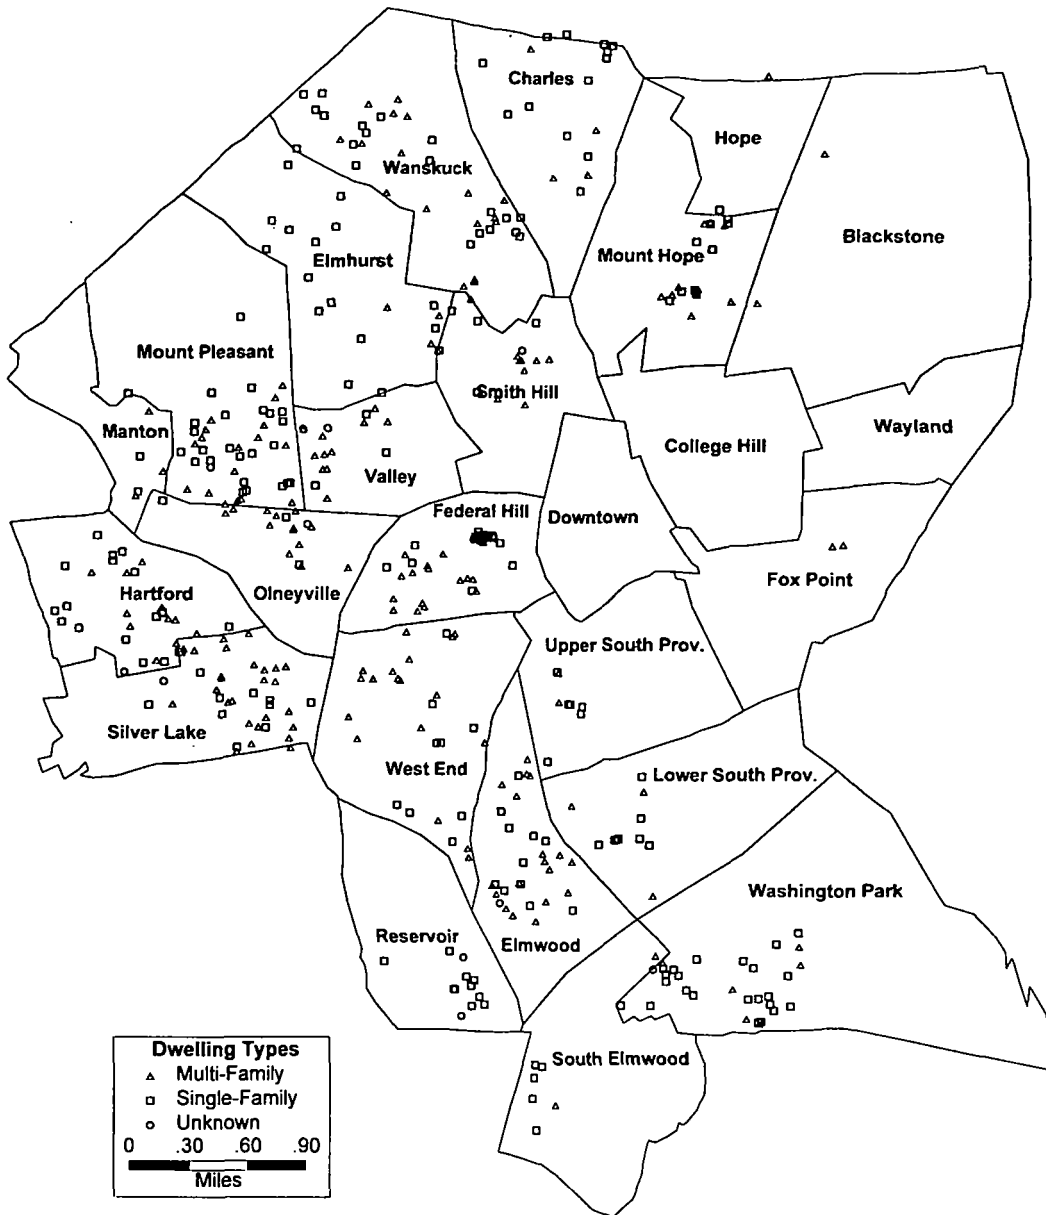 Charles
Hope
Wanskuck
Blackstone
Mount Hope
Elmhurst
Mount Pleasant
Smith Hill
Manton
Wayland
College Hill
Valley
Federal Hill
Downtown
Fox Point
Hartford
Olneyville
Upper South Prov.
Silver Lake
West End
Lower South Prov.
Washington Park
Reservoir
Elmwood
South Elmwood
Dwelling Types
Multi-Family
Single-Family
Unknown
0 .30 .60 .90
Miles